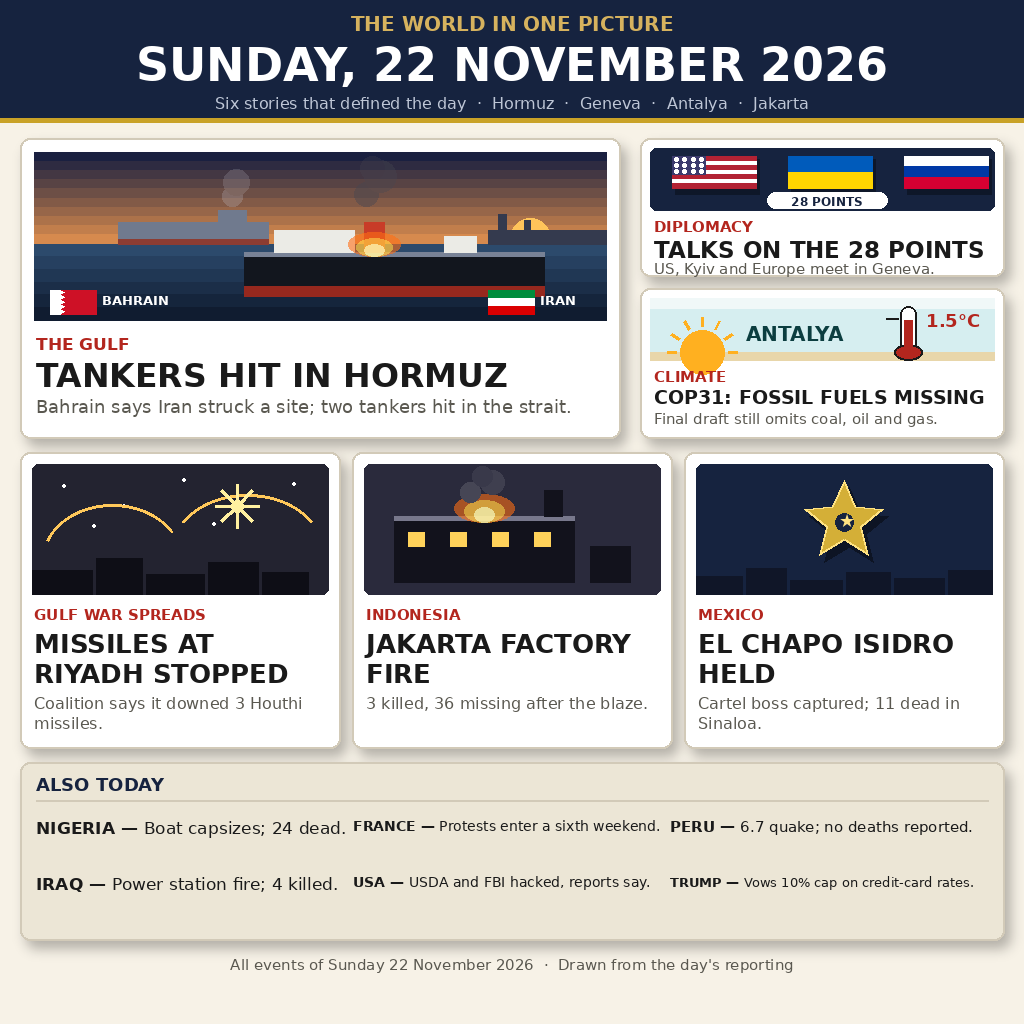 THE WORLD IN ONE PICTURE
SUNDAY, 22 NOVEMBER 2026
Six stories that defined the day · Hormuz · Geneva · Antalya · Jakarta
BAHRAIN
IRAN
THE GULF
TANKERS HIT IN HORMUZ
Bahrain says Iran struck a site; two tankers hit in the strait.
28 POINTS
DIPLOMACY
TALKS ON THE 28 POINTS
US, Kyiv and Europe meet in Geneva.
ANTALYA
1.5°C
CLIMATE
COP31: FOSSIL FUELS MISSING
Final draft still omits coal, oil and gas.
GULF WAR SPREADS
MISSILES AT
RIYADH STOPPED
Coalition says it downed 3 Houthi
missiles.
INDONESIA
JAKARTA FACTORY
FIRE
3 killed, 36 missing after the blaze.
MEXICO
EL CHAPO ISIDRO
HELD
Cartel boss captured; 11 dead in
Sinaloa.
ALSO TODAY
NIGERIA — Boat capsizes; 24 dead.
FRANCE — Protests enter a sixth weekend.
PERU — 6.7 quake; no deaths reported.
IRAQ — Power station fire; 4 killed.
USA — USDA and FBI hacked, reports say.
TRUMP — Vows 10% cap on credit-card rates.
All events of Sunday 22 November 2026 · Drawn from the day's reporting